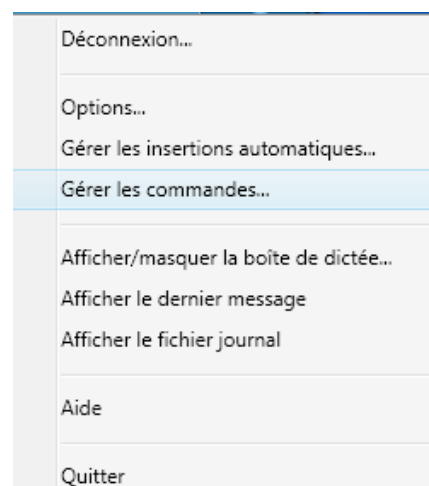 Déconnexion...
Options...
Gérer les insertions automatiques...
Gérer les commandes...
Afficher/masquer la boîte de dictée...
Afficher le dernier message
Afficher le fichier journal
Aide
Quitter